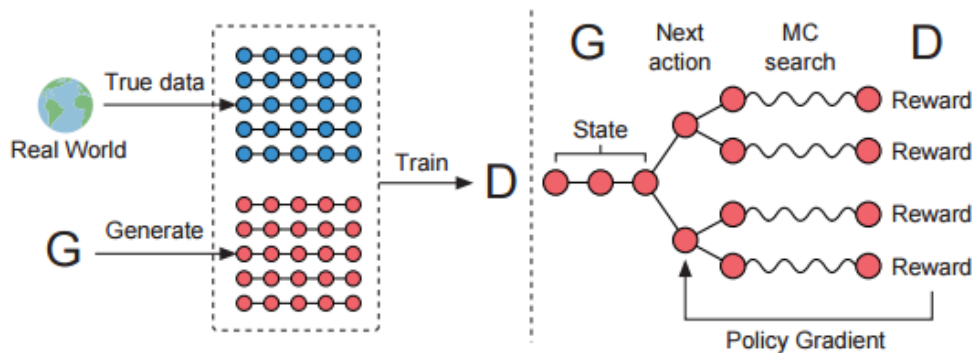 True data
Real World
G
Generate
Train
D
G
Next
action
MC
search
D
State
Reward
Reward
Reward
Reward
Policy Gradient